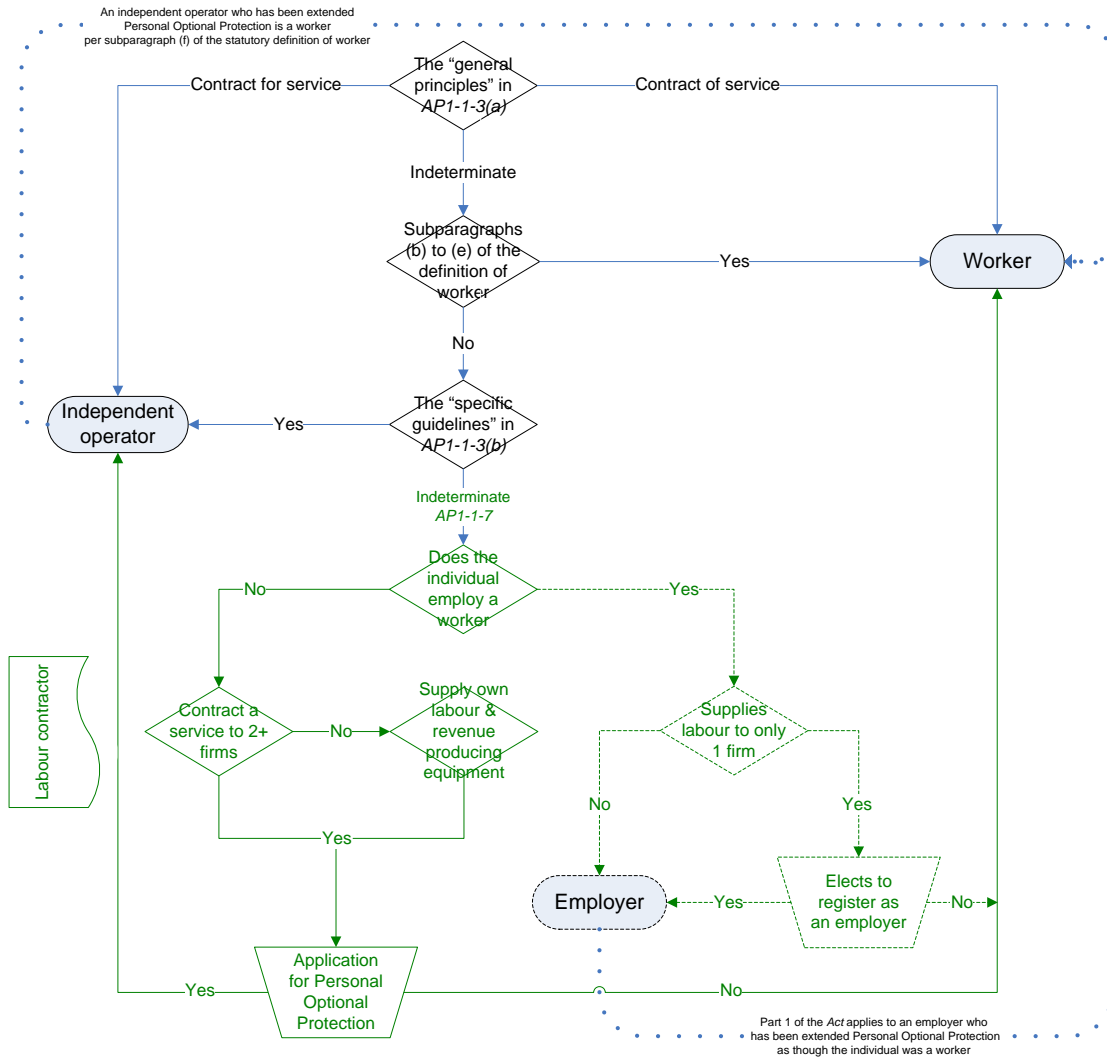 An independent operator who has been extended
Personal Optional Protection is a worker
per subparagraph (f) of the statutory definition of worker
The “general
principles” in
AP1-1-3(a)
Contract for service
Contract of service
Indeterminate
Subparagraphs
(b) to (e) of the
definition of
worker
Yes
Worker
No
Independent
operator
Yes
The “specific
guidelines” in
AP1-1-3(b)
Indeterminate
AP1-1-7
Does the
individual
employ a
worker
No
Yes
Labour contractor
Contract a
service to 2+
firms
No
Supply own
labour &
revenue
producing
equipment
Supplies
labour to only
1 firm
No
Yes
Yes
Employer
Yes
Elects to
register as
an employer
No
Application
for Personal
Optional
Protection
Yes
No
Part 1 of the Act applies to an employer who
has been extended Personal Optional Protection
as though the individual was a worker